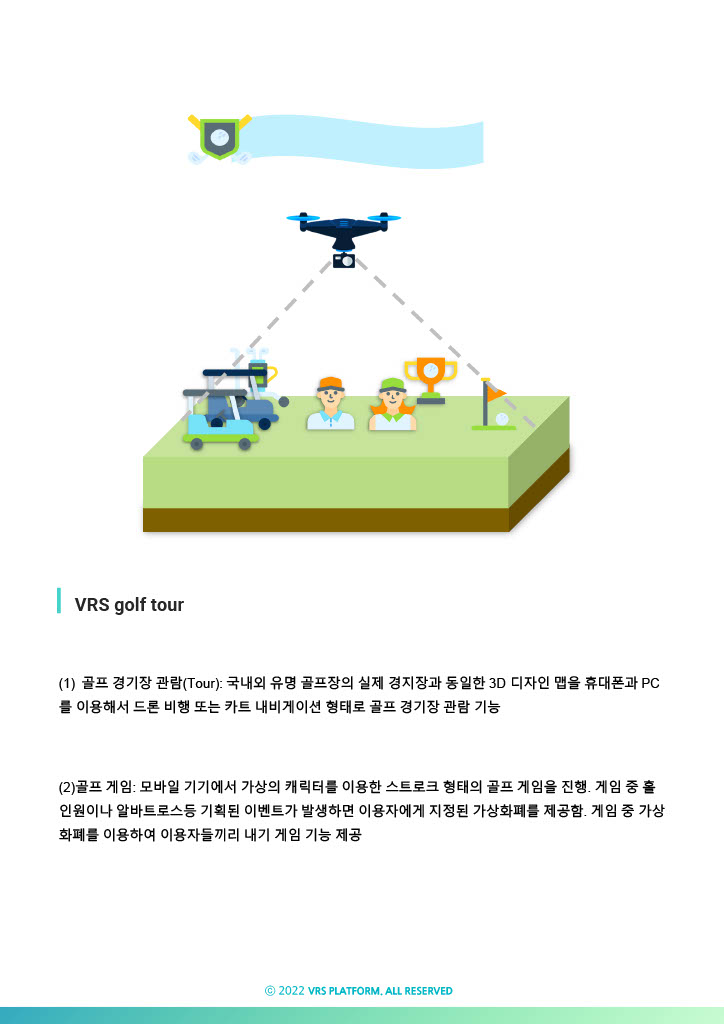 VRS golf tour
(1) 골프 경기장 관람(Tour): 국내외 유명 골프장의 실제 경지장과 동일한 3D 디자인 맵을 휴대폰과 PC
를 이용해서 드론 비행 또는 카트 내비게이션 형태로 골프 경기장 관람 기능
(2)골프 게임: 모바일 기기에서 가상의 캐릭터를 이용한 스트로크 형태의 골프 게임을 진행. 게임 중 홀
인원이나 알바트로스등 기획된 이벤트가 발생하면 이용자에게 지정된 가상화폐를 제공함. 게임 중 가상
화폐를 이용하여 이용자들끼리 내기 게임 기능 제공
ⓒ 2022 VRS PLATFORM. ALL RESERVED